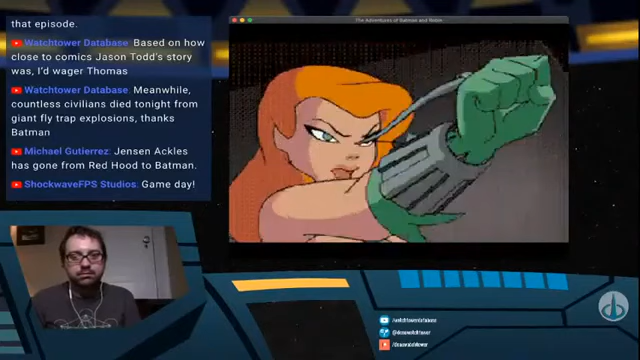 that episode.
Watchtower Database: Based on how
close to comics Jason Todd's story
was, I'd wager Thomas
Watchtower Database: Meanwhile,
countless civilians died tonight from
giant fly trap explosions, thanks
Batman
Michael Gutierrez: Jensen Ackles
has gone from Red Hood to Batman.
ShockwaveFPS Studios: Game day!
The Adventures of Batman and Robin